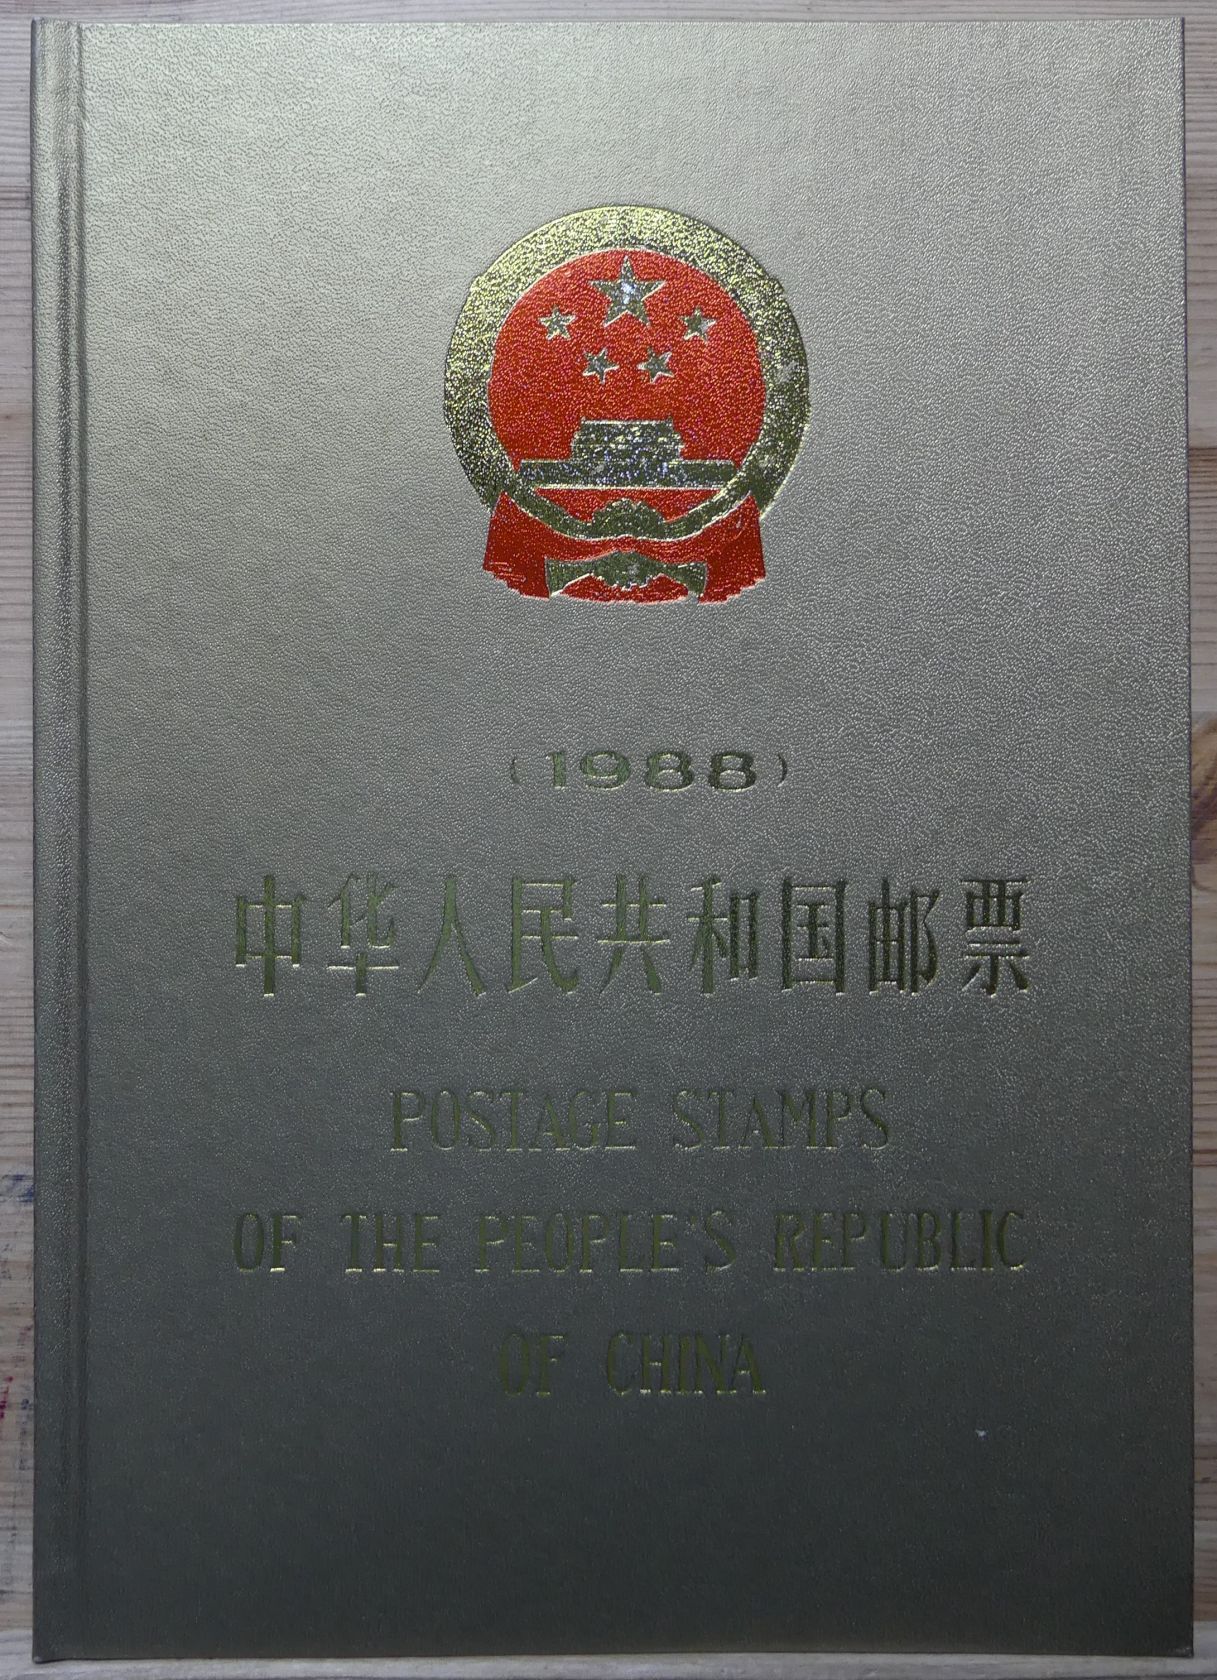 (1988)
中华人民共和国邮票
POSTAGE STAMPS
OF THE PEOPLE'S REPUBLIC
OF CHINA